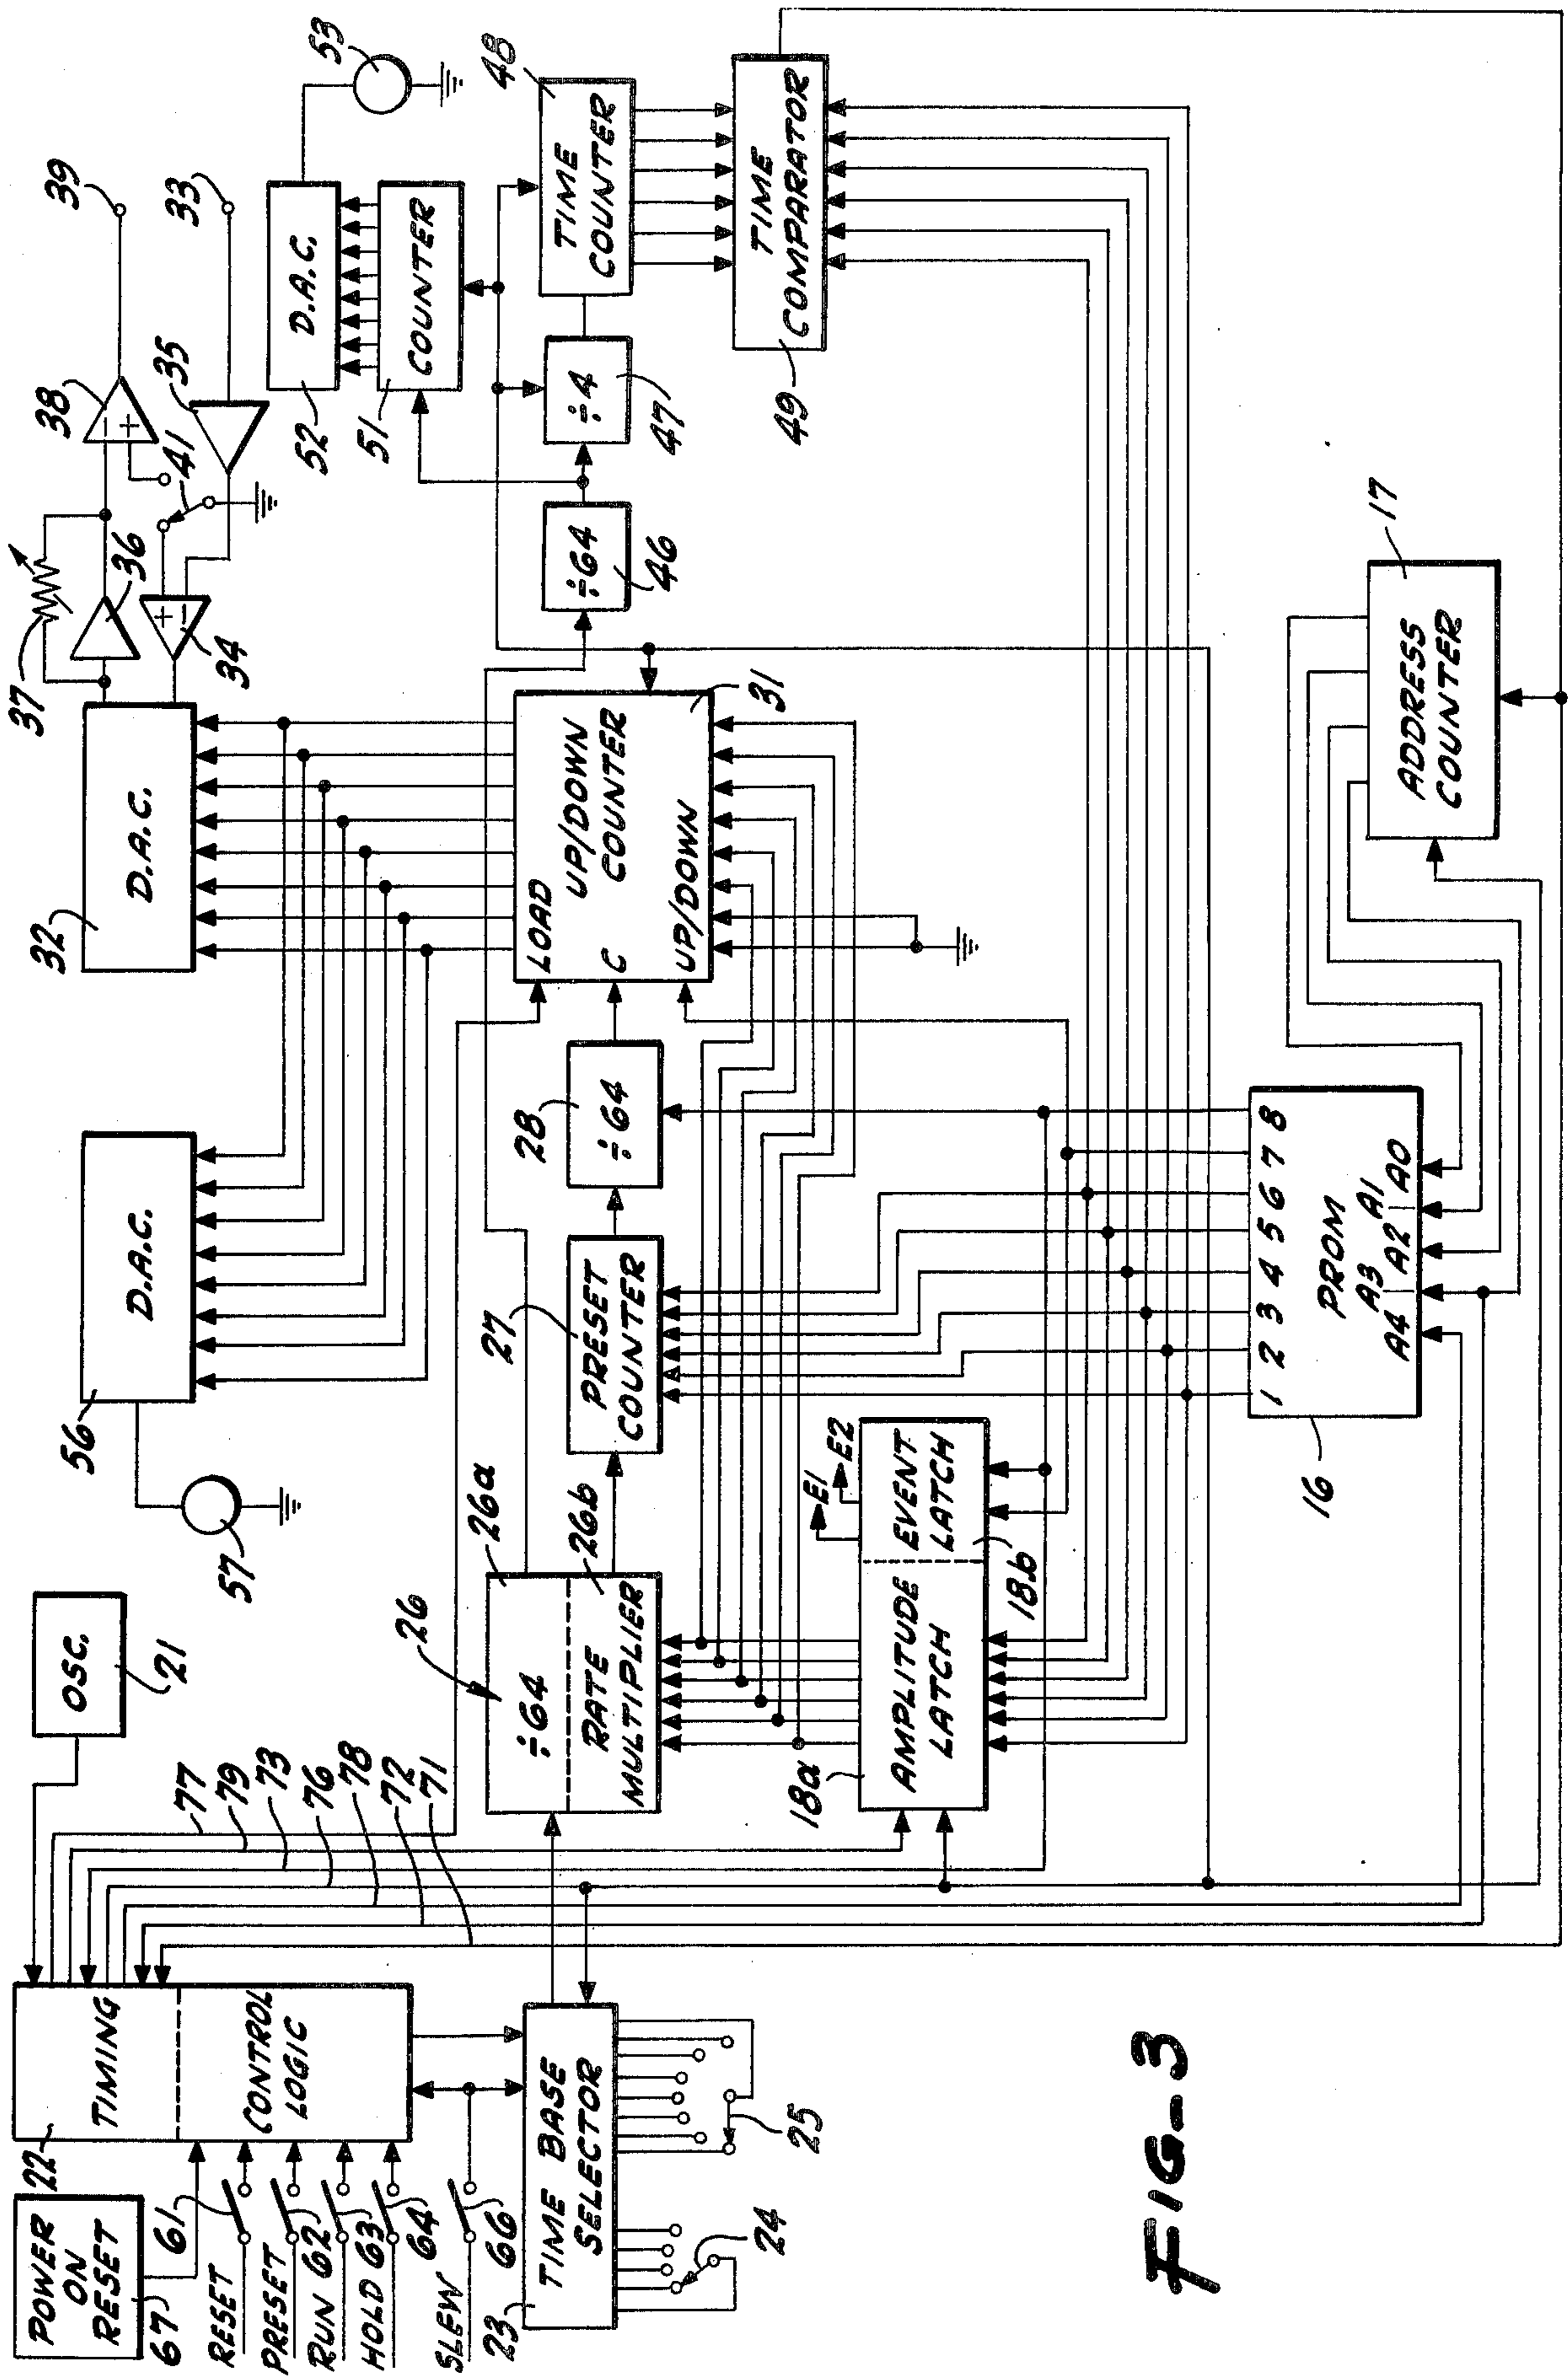 POWER
ON
RESET
67
RESET
61
PRESET
62
RUN
63
HOLD
64
SLEW
66
22
TIMING
CONTROL
LOGIC
23
TIME BASE
SELECTOR
24
25
OSC.
21
77
79
73
76
78
72
71
26
÷64
26a
RATE
MULTIPLIER
26b
18a
AMPLITUDE
LATCH
EVENT
LATCH
18b
E1
E2
57
56
D.A.C.
27
PRESET
COUNTER
28
÷64
32
D.A.C.
LOAD
UP/DOWN
COUNTER
C
UP/DOWN
31
37
36
34
+
−
38
−
+
39
41
35
33
52
D.A.C.
53
51
COUNTER
÷64
46
÷4
47
48
TIME
COUNTER
49
TIME
COMPARATOR
16
1 2 3 4 5 6 7 8
PROM
A4 A3 A2 A1 A0
17
ADDRESS
COUNTER
FIG-3